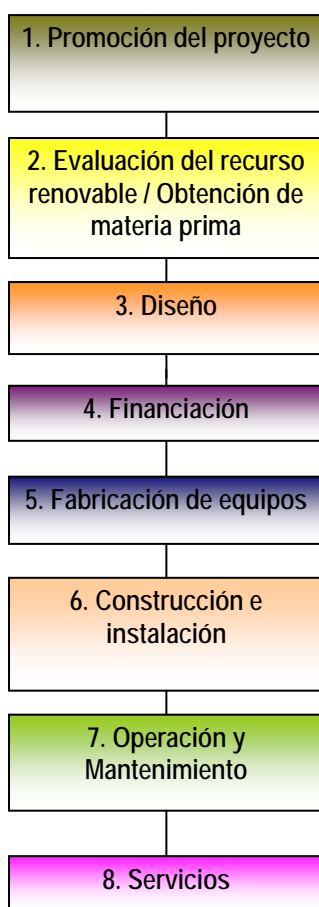 1. Promoción del proyecto
2. Evaluación del recurso
renovable / Obtención de
materia prima
3. Diseño
4. Financiación
5. Fabricación de equipos
6. Construcción e
instalación
7. Operación y
Mantenimiento
8. Servicios